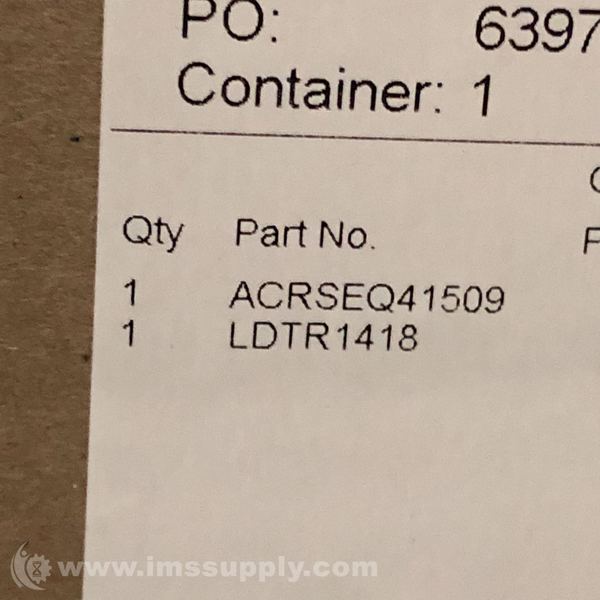 PO: 6397
Container: 1
Qty Part No.
1 ACRSEQ41509
1 LDTR1418
www.imssupply.com